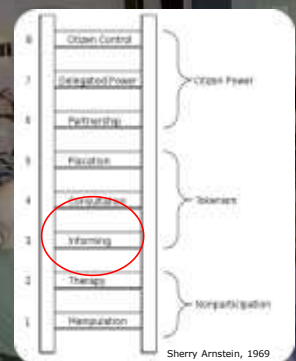 8 Citizen Control
7 Delegated Power
Citizen Power
6 Partnership
5 Placation
4 Consultation
Tokenism
3 Informing
2 Therapy
Nonparticipation
1 Manipulation
Sherry Arnstein, 1969